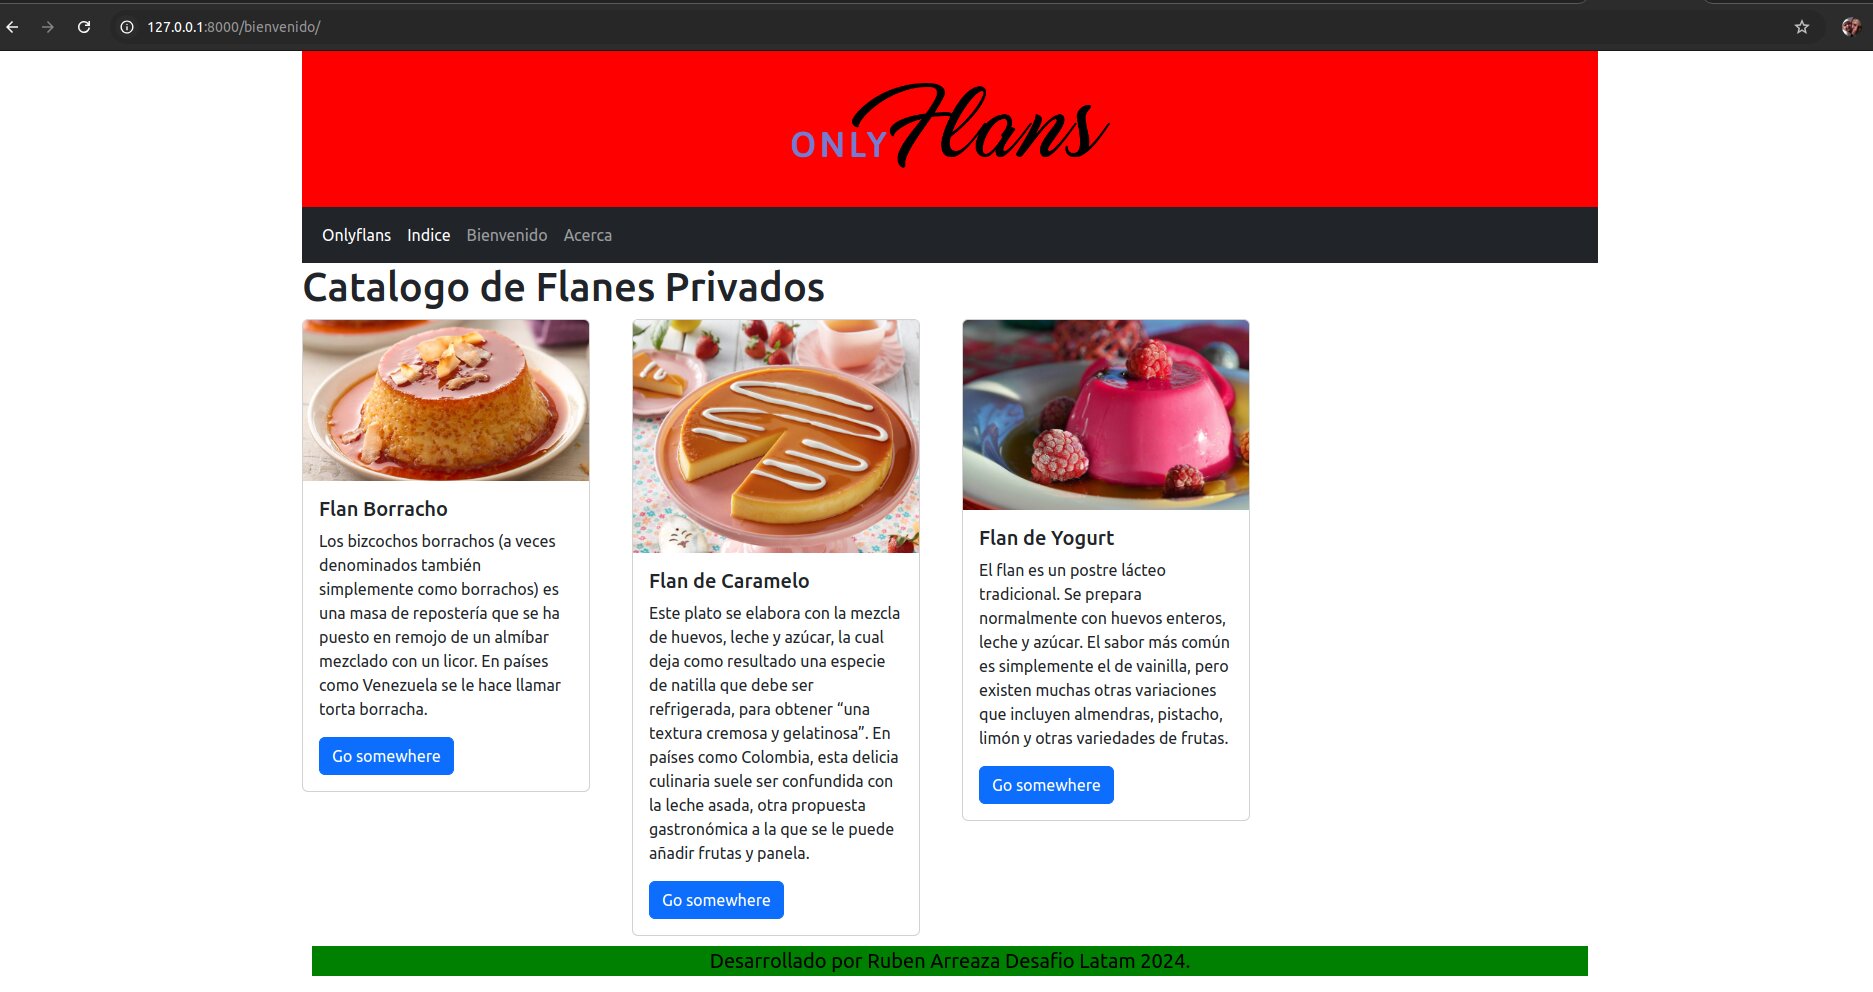 127.0.0.1:8000/bienvenido/
ONLY Flans
Onlyflans Indice Bienvenido Acerca
Catalogo de Flanes Privados
Flan Borracho
Los bizcochos borrachos (a veces
denominados también
simplemente como borrachos) es
una masa de repostería que se ha
puesto en remojo de un almíbar
mezclado con un licor. En países
como Venezuela se le hace llamar
torta borracha.
Go somewhere
Flan de Caramelo
Este plato se elabora con la mezcla
de huevos, leche y azúcar, la cual
deja como resultado una especie
de natilla que debe ser
refrigerada, para obtener “una
textura cremosa y gelatinosa”. En
países como Colombia, esta delicia
culinaria suele ser confundida con
la leche asada, otra propuesta
gastronómica a la que se le puede
añadir frutas y panela.
Go somewhere
Flan de Yogurt
El flan es un postre lácteo
tradicional. Se prepara
normalmente con huevos enteros,
leche y azúcar. El sabor más común
es simplemente el de vainilla, pero
existen muchas otras variaciones
que incluyen almendras, pistacho,
limón y otras variedades de frutas.
Go somewhere
Desarrollado por Ruben Arreaza Desafio Latam 2024.